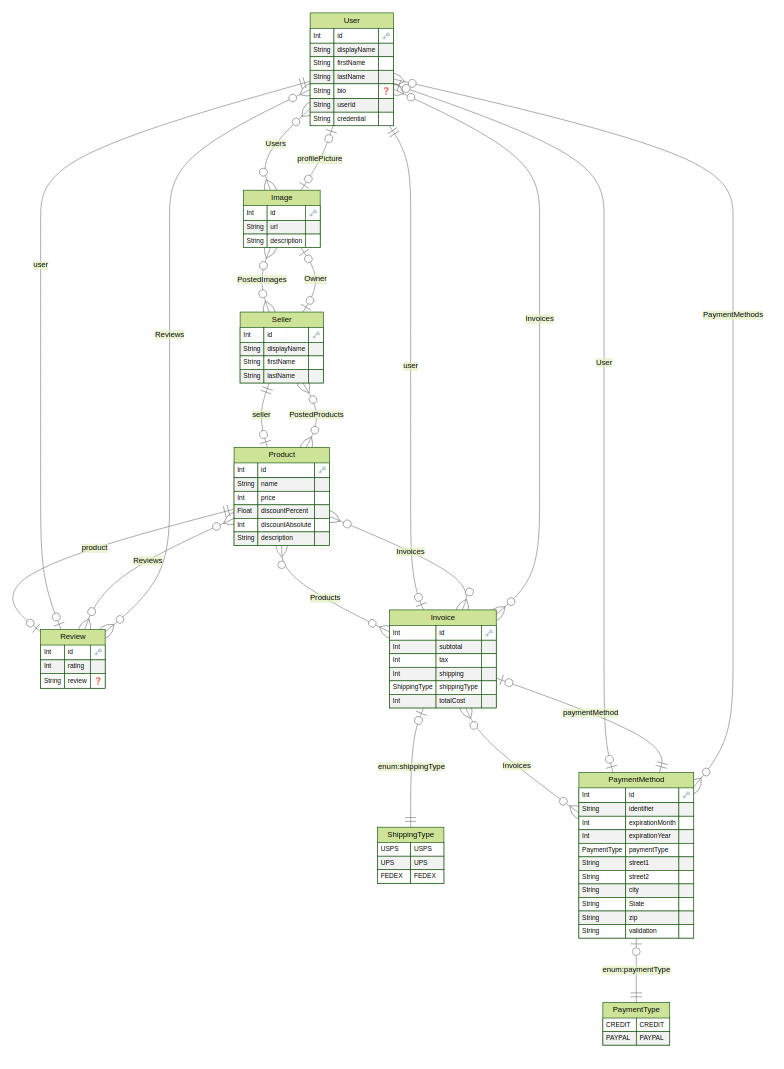 User
Int id
String displayName
String firstName
String lastName
String bio ?
String userId
String credential
Users
profilePicture
Image
Int id
String url
String description
user
PostedImages
Owner
Seller
Int id
String displayName
String firstName
String lastName
Reviews
Invoices
PaymentMethods
user
User
seller
PostedProducts
Product
Int id
String name
Int price
Float discountPercent
Int discountAbsolute
String description
product
Reviews
Invoices
Products
Invoice
Int id
Int subtotal
Int tax
Int shipping
ShippingType shippingType
Int totalCost
Review
Int id
Int rating
String review ?
paymentMethod
enum:shippingType
Invoices
PaymentMethod
Int id
String identifier
Int expirationMonth
Int expirationYear
PaymentType paymentType
String street1
String street2
String city
String State
String zip
String validation
ShippingType
USPS USPS
UPS UPS
FEDEX FEDEX
enum:paymentType
PaymentType
CREDIT CREDIT
PAYPAL PAYPAL